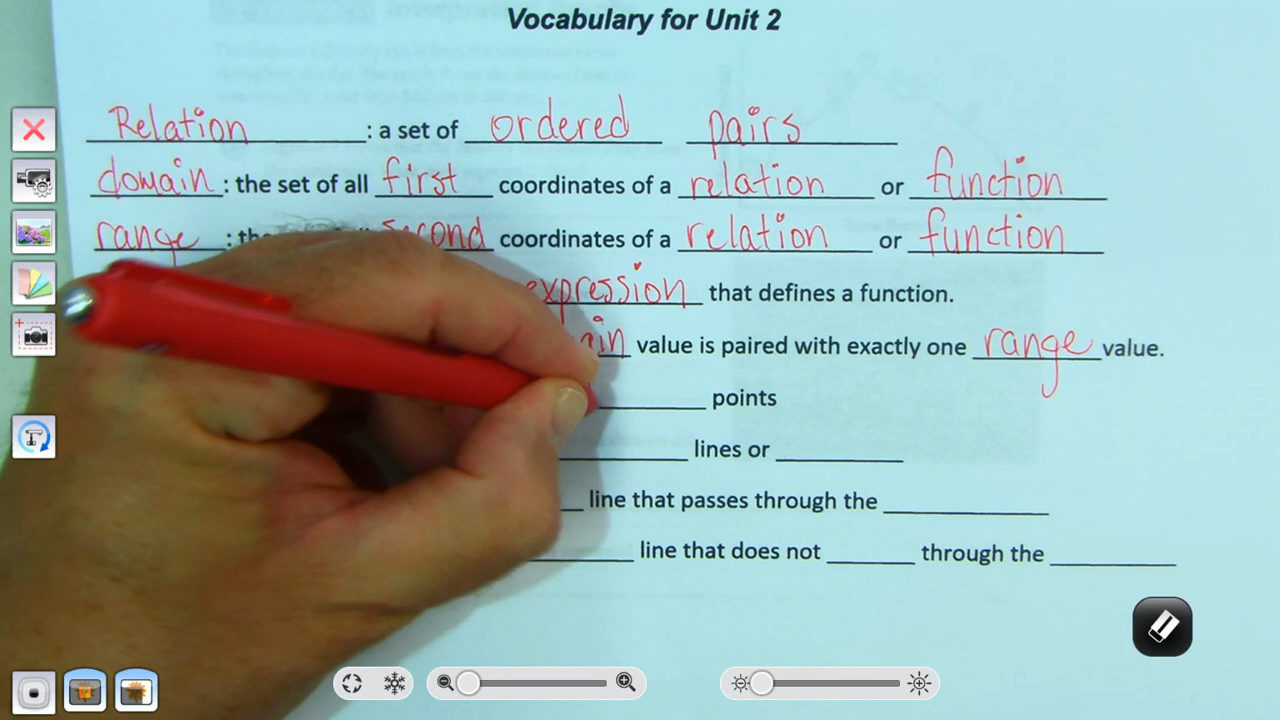 Vocabulary for Unit 2
Relation : a set of ordered pairs
domain : the set of all first coordinates of a relation or function
range : the second coordinates of a relation or function
expression that defines a function.
value is paired with exactly one range value.
points
lines or
line that passes through the
line that does not through the